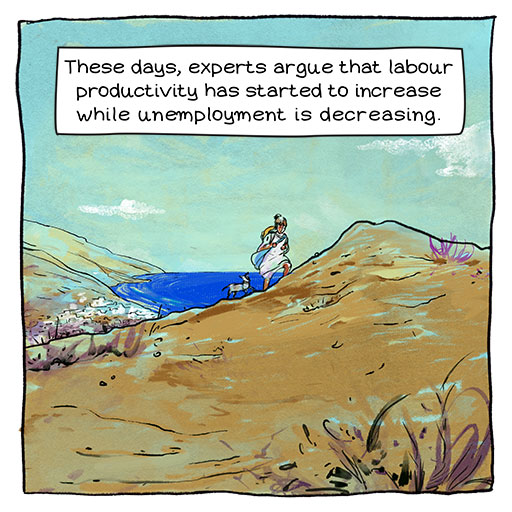 These days, experts argue that labour
productivity has started to increase
while unemployment is decreasing.